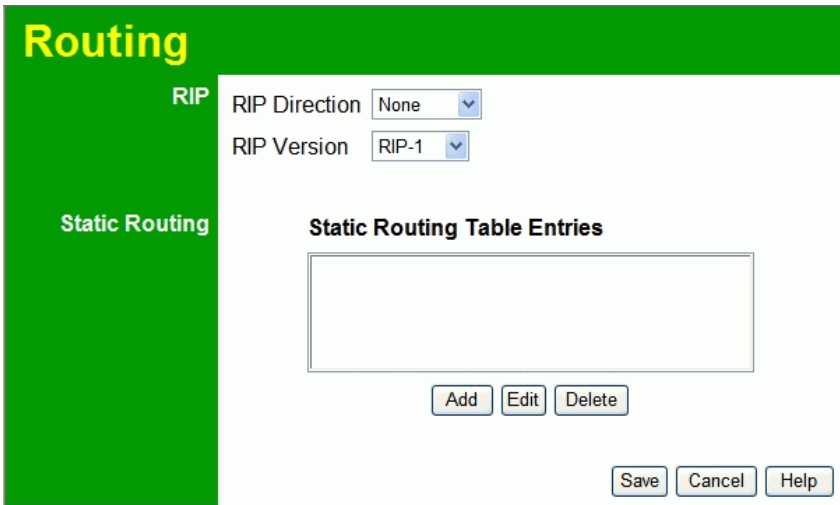 Routing
RIP
RIP Direction None
RIP Version RIP-1
Static Routing
Static Routing Table Entries
Add Edit Delete
Save Cancel Help